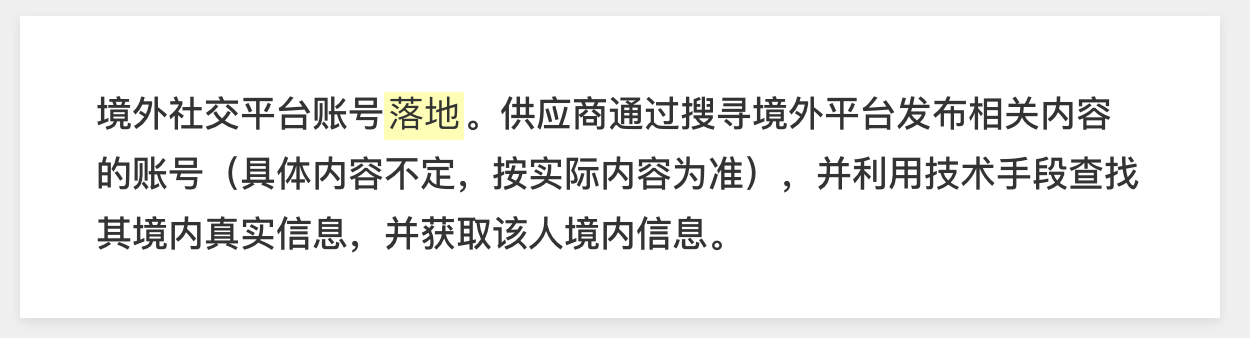 境外社交平台账号落地。供应商通过搜寻境外平台发布相关内容
的账号（具体内容不定，按实际内容为准），并利用技术手段查找
其境内真实信息，并获取该人境内信息。